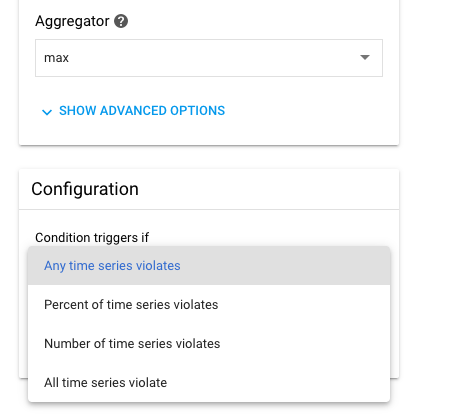 Aggregator ?
max
SHOW ADVANCED OPTIONS
Configuration
Condition triggers if
Any time series violates
Percent of time series violates
Number of time series violates
All time series violate